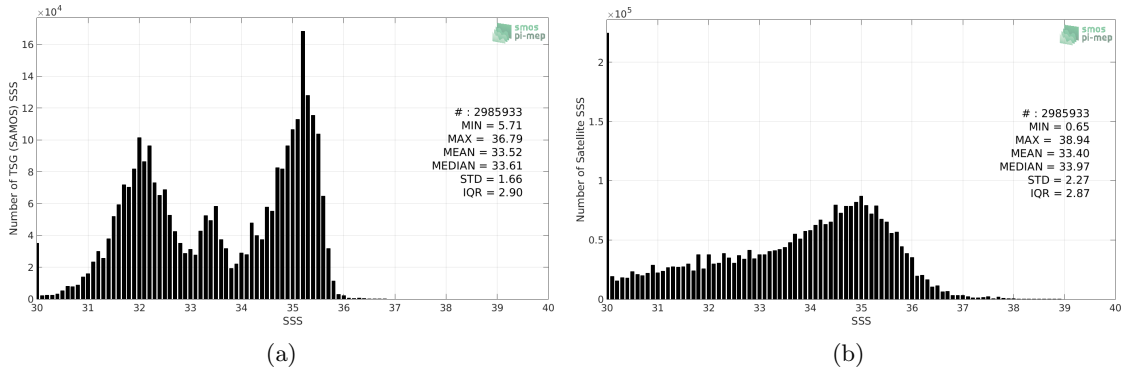 ×10⁴
16
14
12
10
8
6
4
2
0
Number of TSG (SAMOS) SSS
30 31 32 33 34 35 36 37 38 39 40
SSS
smos
pi-mep
# : 2985933
MIN = 5.71
MAX = 36.79
MEAN = 33.52
MEDIAN = 33.61
STD = 1.66
IQR = 2.90
(a)
×10⁵
2
1.5
1
0.5
0
Number of Satellite SSS
30 31 32 33 34 35 36 37 38 39 40
SSS
smos
pi-mep
# : 2985933
MIN = 0.65
MAX = 38.94
MEAN = 33.40
MEDIAN = 33.97
STD = 2.27
IQR = 2.87
(b)